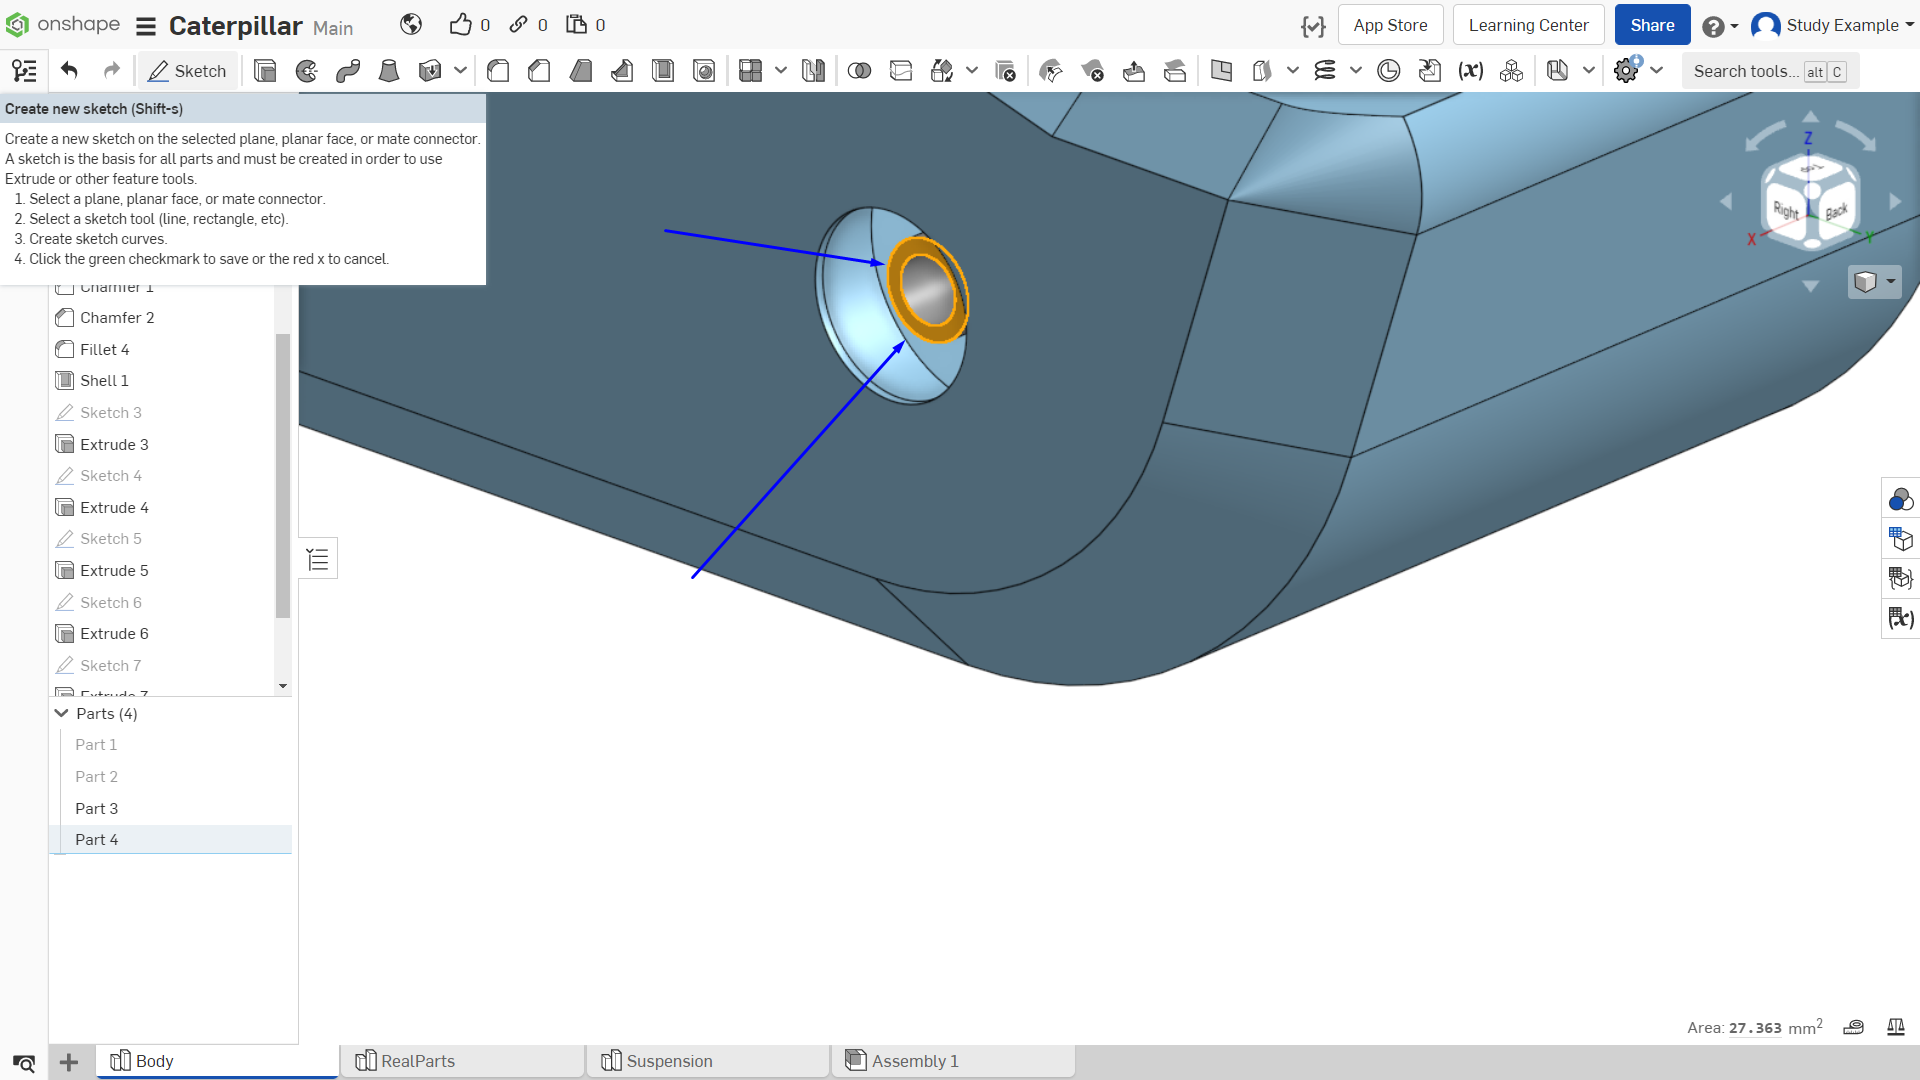 onshape
Caterpillar Main
0
0
0
App Store
Learning Center
Share
Study Example
Sketch
(x)
Search tools... alt C
Create new sketch (Shift-s)
Create a new sketch on the selected plane, planar face, or mate connector.
A sketch is the basis for all parts and must be created in order to use
Extrude or other feature tools.
1. Select a plane, planar face, or mate connector.
2. Select a sketch tool (line, rectangle, etc).
3. Create sketch curves.
4. Click the green checkmark to save or the red x to cancel.
Chamfer 1
Chamfer 2
Fillet 4
Shell 1
Sketch 3
Extrude 3
Sketch 4
Extrude 4
Sketch 5
Extrude 5
Sketch 6
Extrude 6
Sketch 7
Extrude 7
Parts (4)
Part 1
Part 2
Part 3
Part 4
Z
Top
Right
Back
X
Y
(x)
Area: 27.363 mm²
Body
RealParts
Suspension
Assembly 1